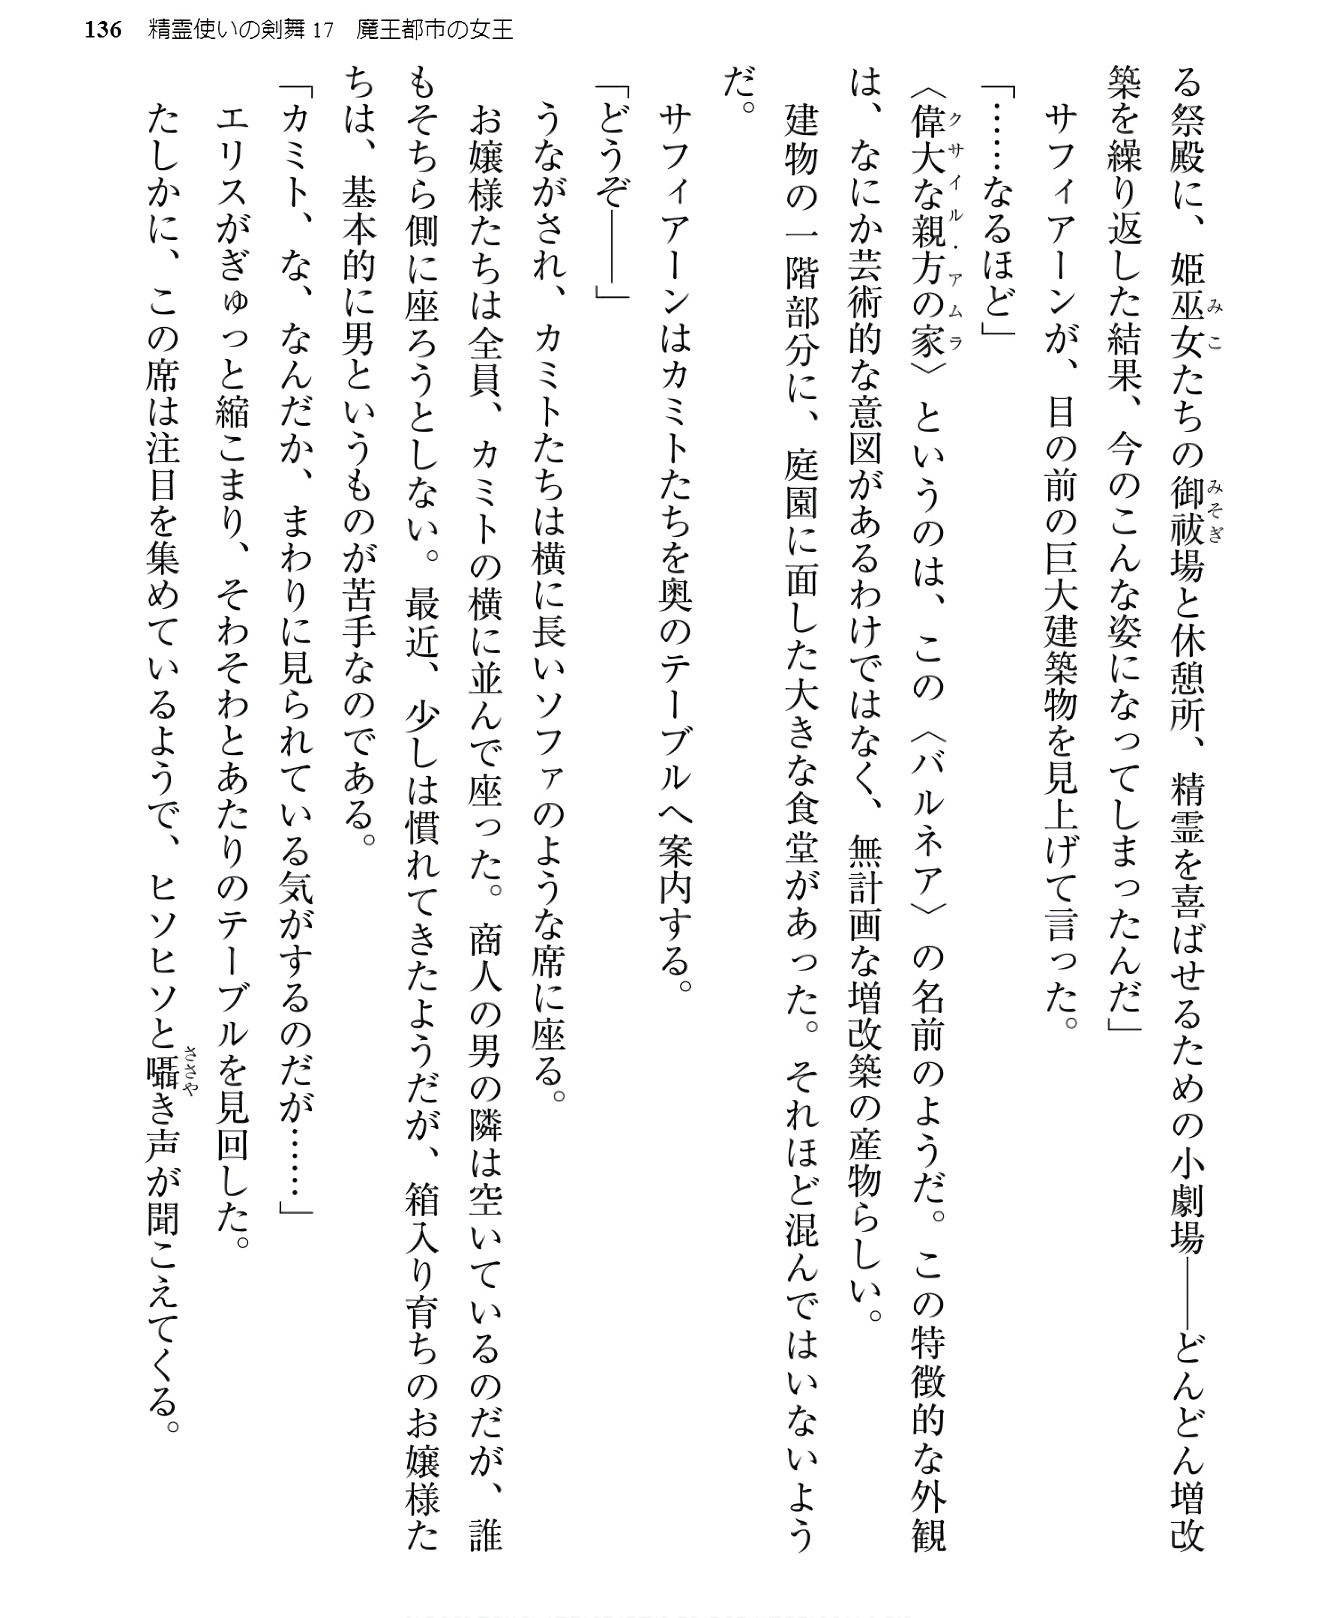 136 精霊使いの剣舞17 魔王都市の女王
る祭殿に、姫巫女たちの御祓場と休憩所、精霊を喜ばせるための小劇場――どんどん増改
みこ
みそぎ
築を繰り返した結果、今のこんな姿になってしまったんだ」
サフィアーンが、目の前の巨大建築物を見上げて言った。
「……なるほど」
〈偉大な親方の家〉というのは、この〈バルネア〉の名前のようだ。この特徴的な外観
クサイル・アムラ
は、なにか芸術的な意図があるわけではなく、無計画な増改築の産物らしい。
建物の一階部分に、庭園に面した大きな食堂があった。それほど混んではいないよう
だ。
サフィアーンはカミトたちを奥のテーブルへ案内する。
「どうぞ――」
うながされ、カミトたちは横に長いソファのような席に座る。
お嬢様たちは全員、カミトの横に並んで座った。商人の男の隣は空いているのだが、誰
もそちら側に座ろうとしない。最近、少しは慣れてきたようだが、箱入り育ちのお嬢様た
ちは、基本的に男というものが苦手なのである。
「カミト、な、なんだか、まわりに見られている気がするのだが……」
エリスがぎゅっと縮こまり、そわそわとあたりのテーブルを見回した。
たしかに、この席は注目を集めているようで、ヒソヒソと囁き声が聞こえてくる。
ささや